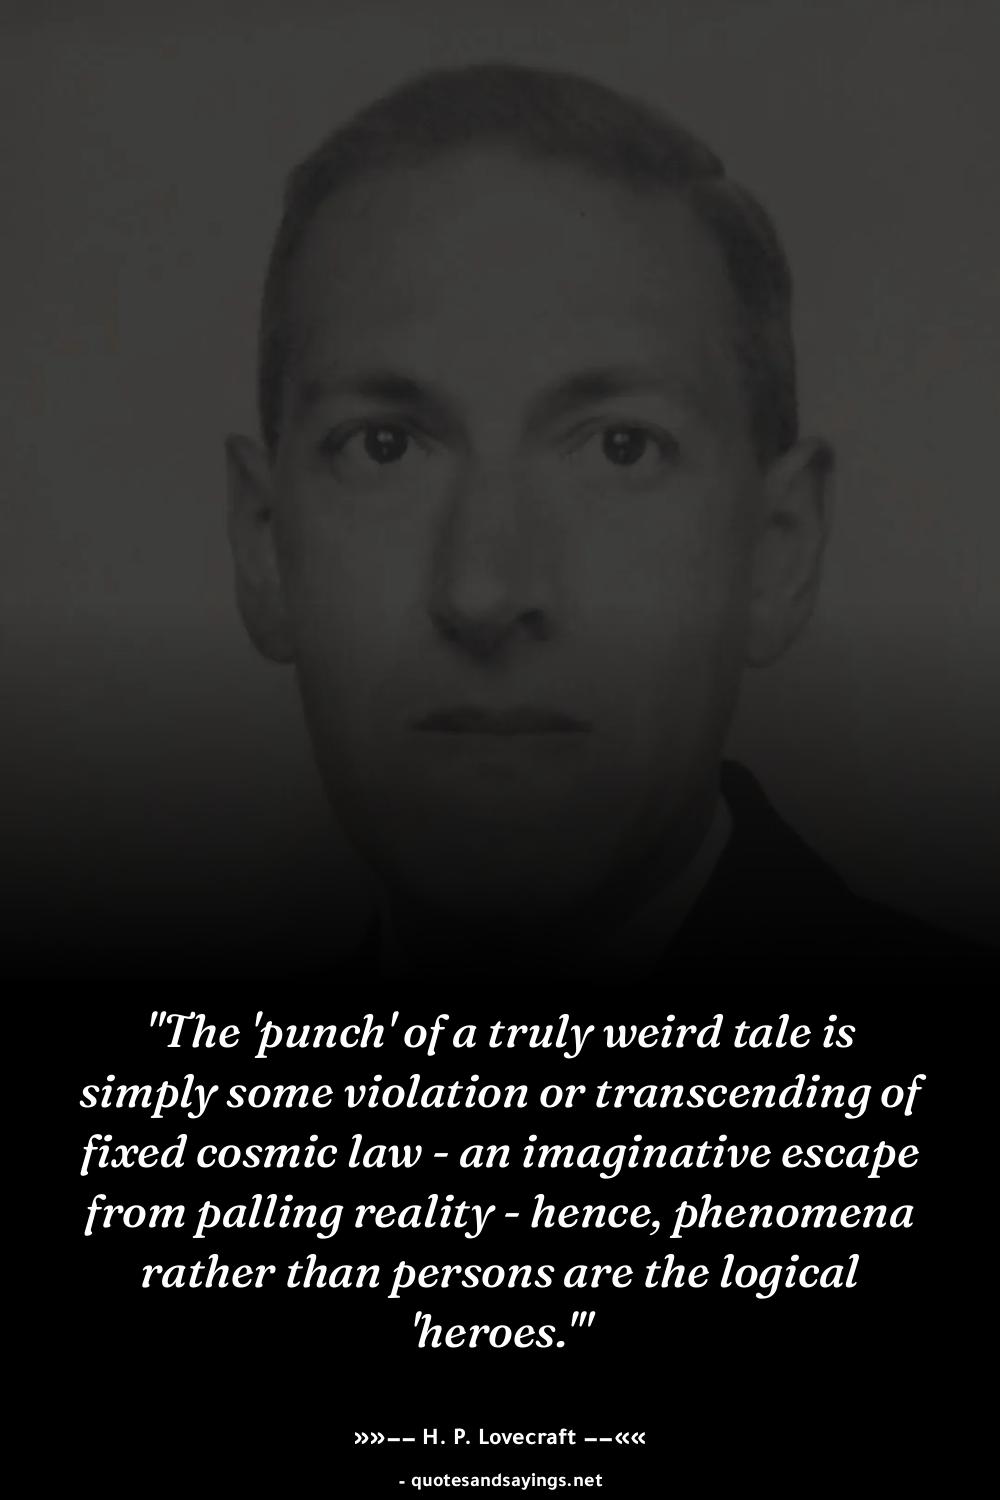 "The 'punch' of a truly weird tale is
simply some violation or transcending of
fixed cosmic law - an imaginative escape
from palling reality - hence, phenomena
rather than persons are the logical
'heroes.'"
»»–– H. P. Lovecraft ––««
- quotesandsayings.net